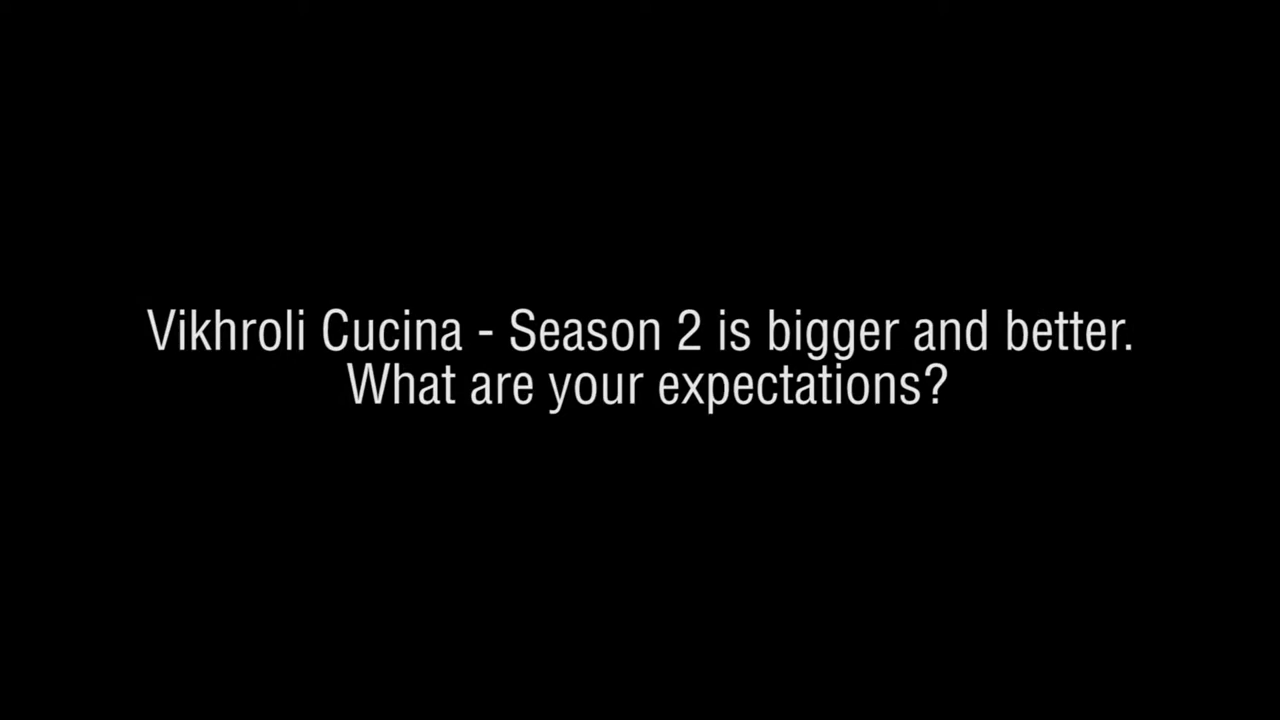 Vikhroli Cucina - Season 2 is bigger and better.
What are your expectations?